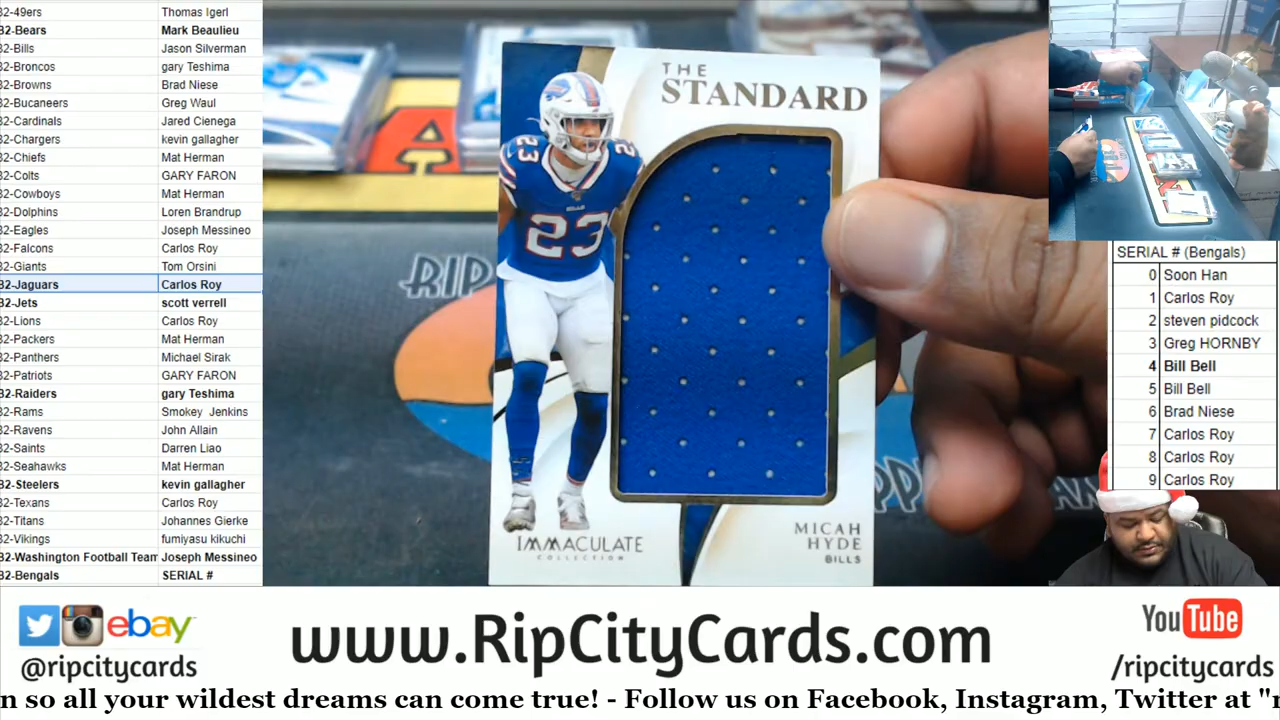 32-49ers Thomas Igerl
32-Bears Mark Beaulieu
32-Bills Jason Silverman
32-Broncos gary Teshima
32-Browns Brad Niese
32-Bucaneers Greg Waul
32-Cardinals Jared Cienega
32-Chargers kevin gallagher
32-Chiefs Mat Herman
32-Colts GARY FARON
32-Cowboys Mat Herman
32-Dolphins Loren Brandrup
32-Eagles Joseph Messineo
32-Falcons Carlos Roy
32-Giants Tom Orsini
32-Jaguars Carlos Roy
32-Jets scott verrell
32-Lions Carlos Roy
32-Packers Mat Herman
32-Panthers Michael Sirak
32-Patriots GARY FARON
32-Raiders gary Teshima
32-Rams Smokey Jenkins
32-Ravens John Allain
32-Saints Darren Liao
32-Seahawks Mat Herman
32-Steelers kevin gallagher
32-Texans Carlos Roy
32-Titans Johannes Gierke
32-Vikings fumiyasu kikuchi
32-Washington Football Team Joseph Messineo
32-Bengals SERIAL #
THE
STANDARD
23
23
BILLS
IMMACULATE
COLLECTION
MICAH
HYDE
BILLS
RIP
SERIAL # (Bengals)
0 Soon Han
1 Carlos Roy
2 steven pidcock
3 Greg HORNBY
4 Bill Bell
5 Bill Bell
6 Brad Niese
7 Carlos Roy
8 Carlos Roy
9 Carlos Roy
ebay
@ripcitycards
www.RipCityCards.com
YouTube
/ripcitycards
n so all your wildest dreams can come true! - Follow us on Facebook, Instagram, Twitter at "r